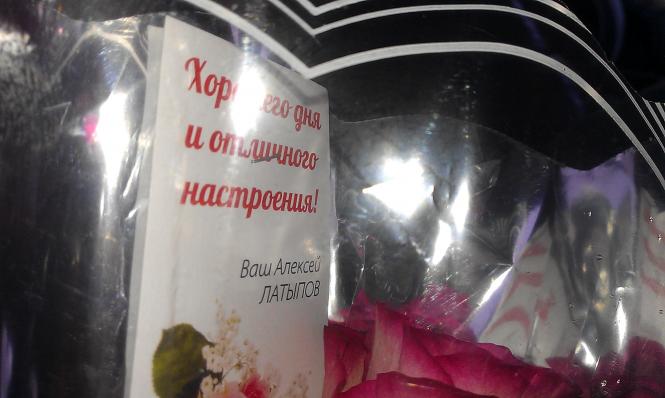 Хорошего дня
и отличного
настроения!
Ваш Алексей
ЛАТЫПОВ